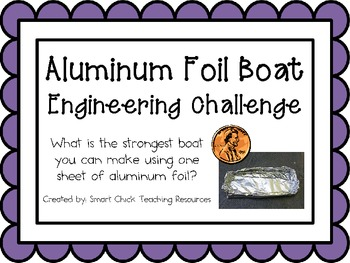 Aluminum Foil Boat
Engineering Challenge
What is the strongest boat
you can make using one
sheet of aluminum foil?
Created by: Smart Chick Teaching Resources